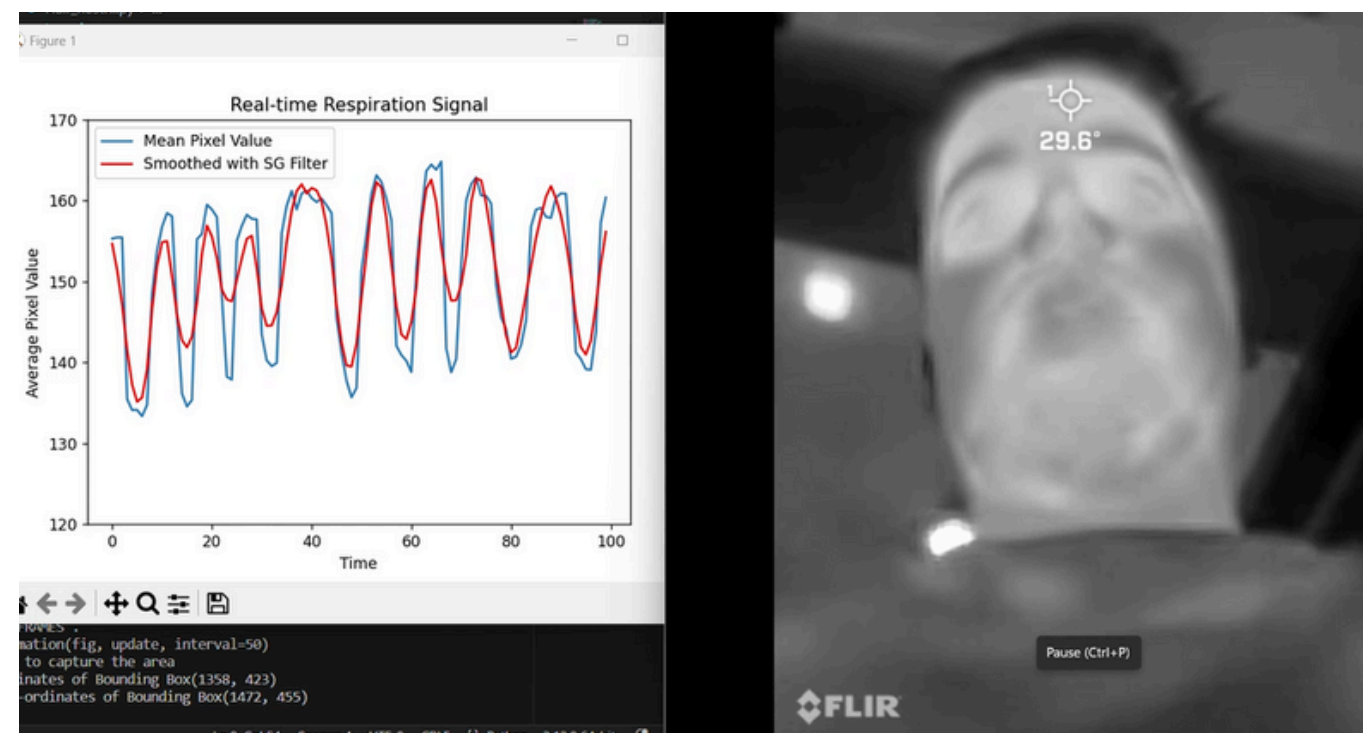 Figure 1
Real-time Respiration Signal
Mean Pixel Value
Smoothed with SG Filter
170
160
150
140
130
120
Average Pixel Value
0 20 40 60 80 100
Time
FRAMES .
mation(fig, update, interval=50)
to capture the area
inates of Bounding Box(1358, 423)
-ordinates of Bounding Box(1472, 455)
1
29.6°
Pause (Ctrl+P)
FLIR